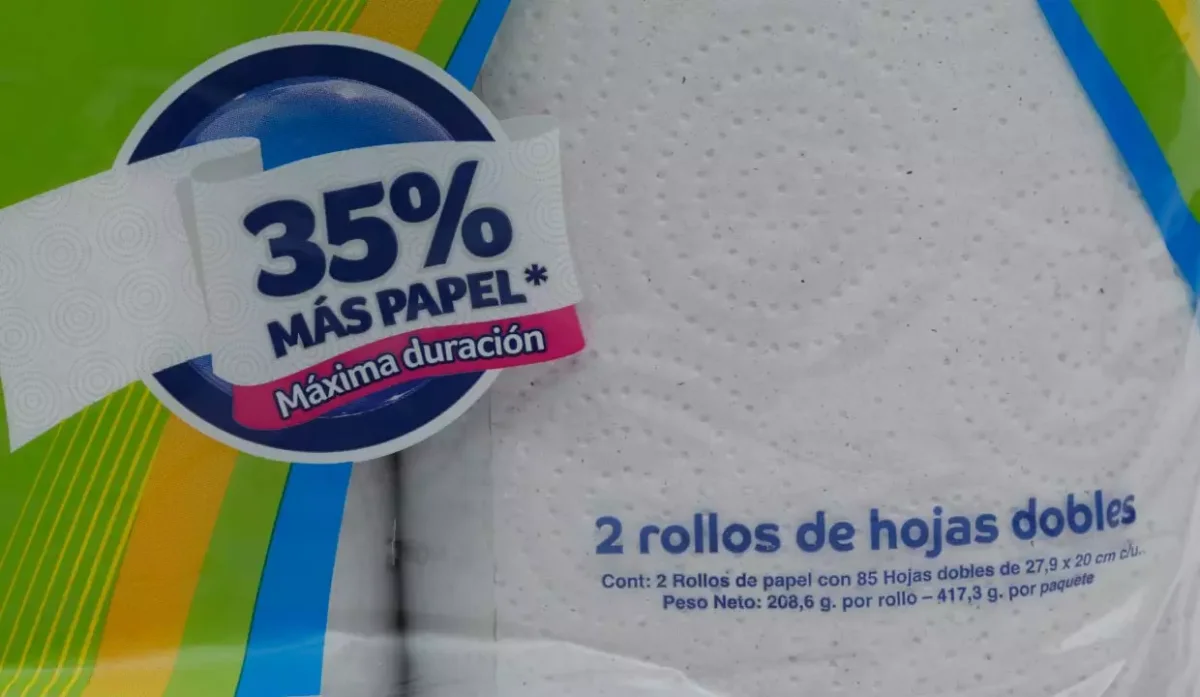 35%
MÁS PAPEL*
Máxima duración
2 rollos de hojas dobles
Cont: 2 Rollos de papel con 85 Hojas dobles de 27,9 x 20 cm c/u..
Peso Neto: 208,6 g. por rollo – 417,3 g. por paquete